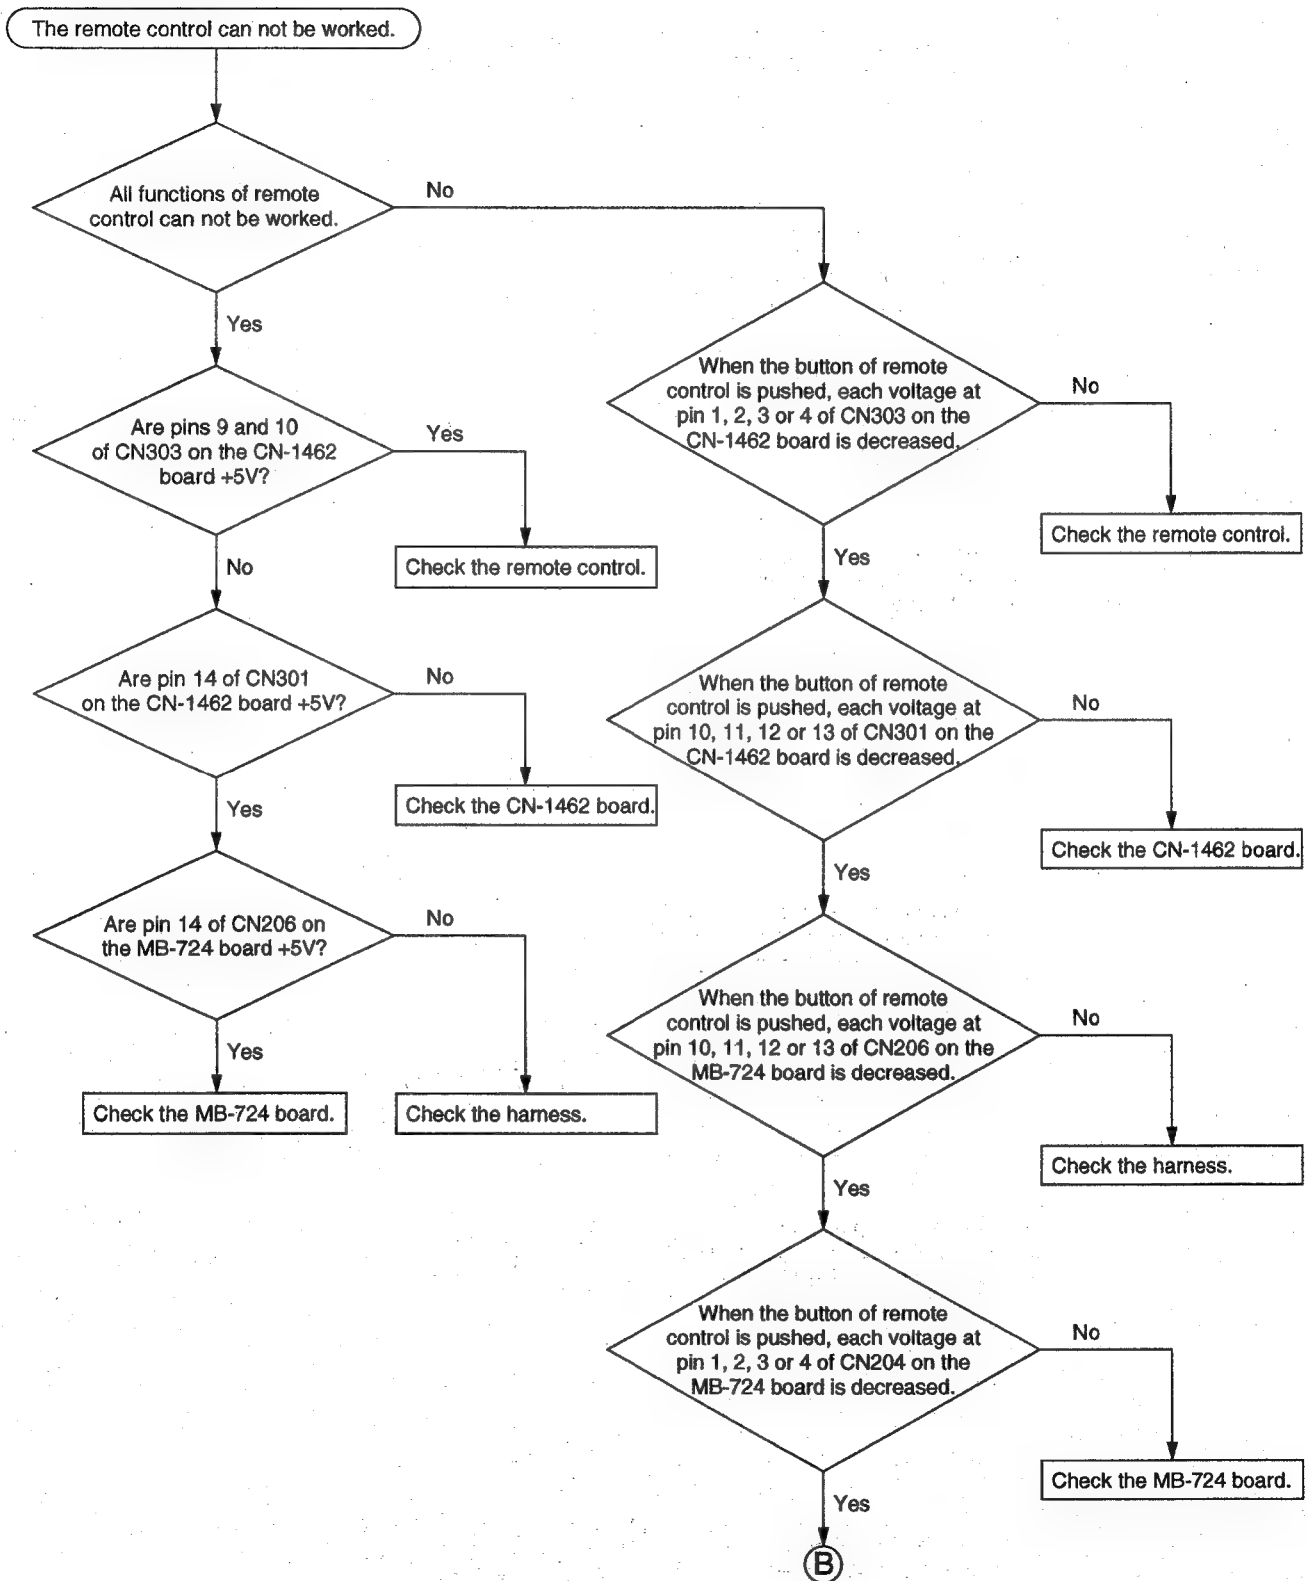 The remote control can not be worked.
All functions of remote
control can not be worked.
No
Yes
Are pins 9 and 10
of CN303 on the CN-1462
board +5V?
Yes
Check the remote control.
No
Are pin 14 of CN301
on the CN-1462 board +5V?
No
Check the CN-1462 board.
Yes
Are pin 14 of CN206 on
the MB-724 board +5V?
No
Yes
Check the MB-724 board.
Check the harness.
When the button of remote
control is pushed, each voltage at
pin 1, 2, 3 or 4 of CN303 on the
CN-1462 board is decreased.
No
Check the remote control.
Yes
When the button of remote
control is pushed, each voltage at
pin 10, 11, 12 or 13 of CN301 on the
CN-1462 board is decreased.
No
Check the CN-1462 board.
Yes
When the button of remote
control is pushed, each voltage at
pin 10, 11, 12 or 13 of CN206 on the
MB-724 board is decreased.
No
Check the harness.
Yes
When the button of remote
control is pushed, each voltage at
pin 1, 2, 3 or 4 of CN204 on the
MB-724 board is decreased.
No
Check the MB-724 board.
Yes
B